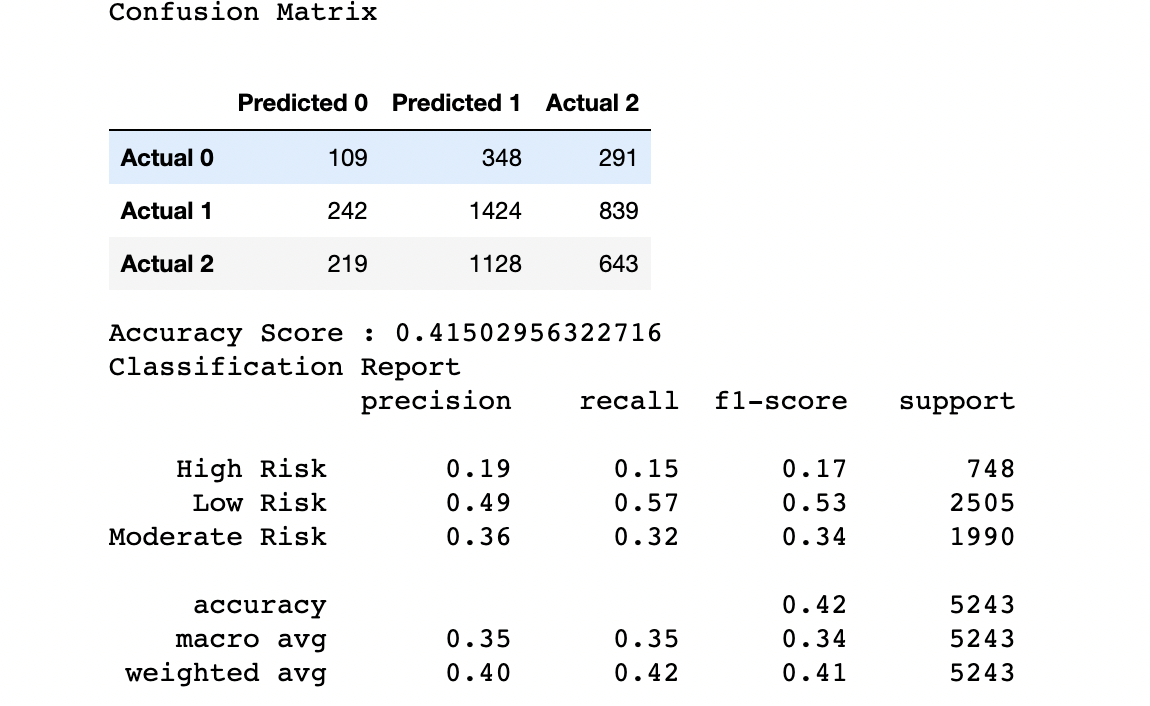 Confusion Matrix
Predicted 0 Predicted 1 Actual 2
Actual 0 109 348 291
Actual 1 242 1424 839
Actual 2 219 1128 643
Accuracy Score : 0.41502956322716
Classification Report
precision recall f1-score support
High Risk 0.19 0.15 0.17 748
Low Risk 0.49 0.57 0.53 2505
Moderate Risk 0.36 0.32 0.34 1990
accuracy 0.42 5243
macro avg 0.35 0.35 0.34 5243
weighted avg 0.40 0.42 0.41 5243